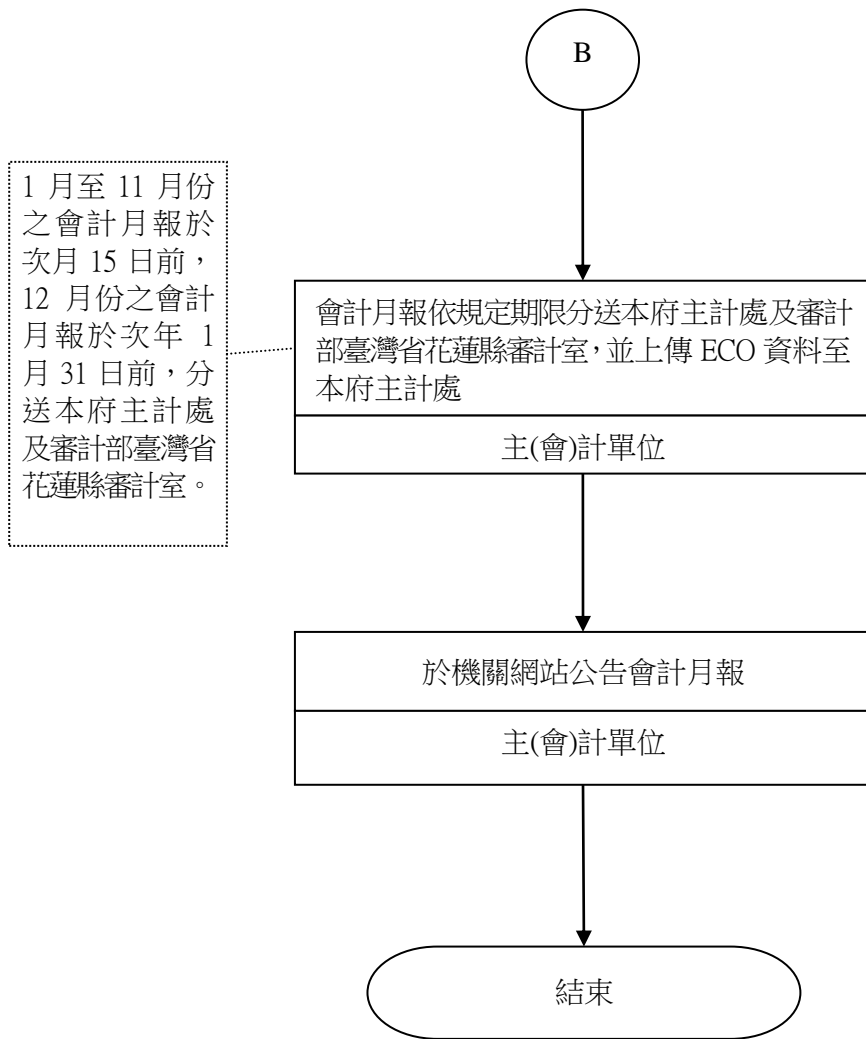 B
1 月至 11 月份
之會計月報於
次月 15 日前，
12 月份之會計
月報於次年 1
月 31 日前，分
送本府主計處
及審計部臺灣省
花蓮縣審計室。
會計月報依規定期限分送本府主計處及審計
部臺灣省花蓮縣審計室，並上傳 ECO 資料至
本府主計處
主(會)計單位
於機關網站公告會計月報
主(會)計單位
結束